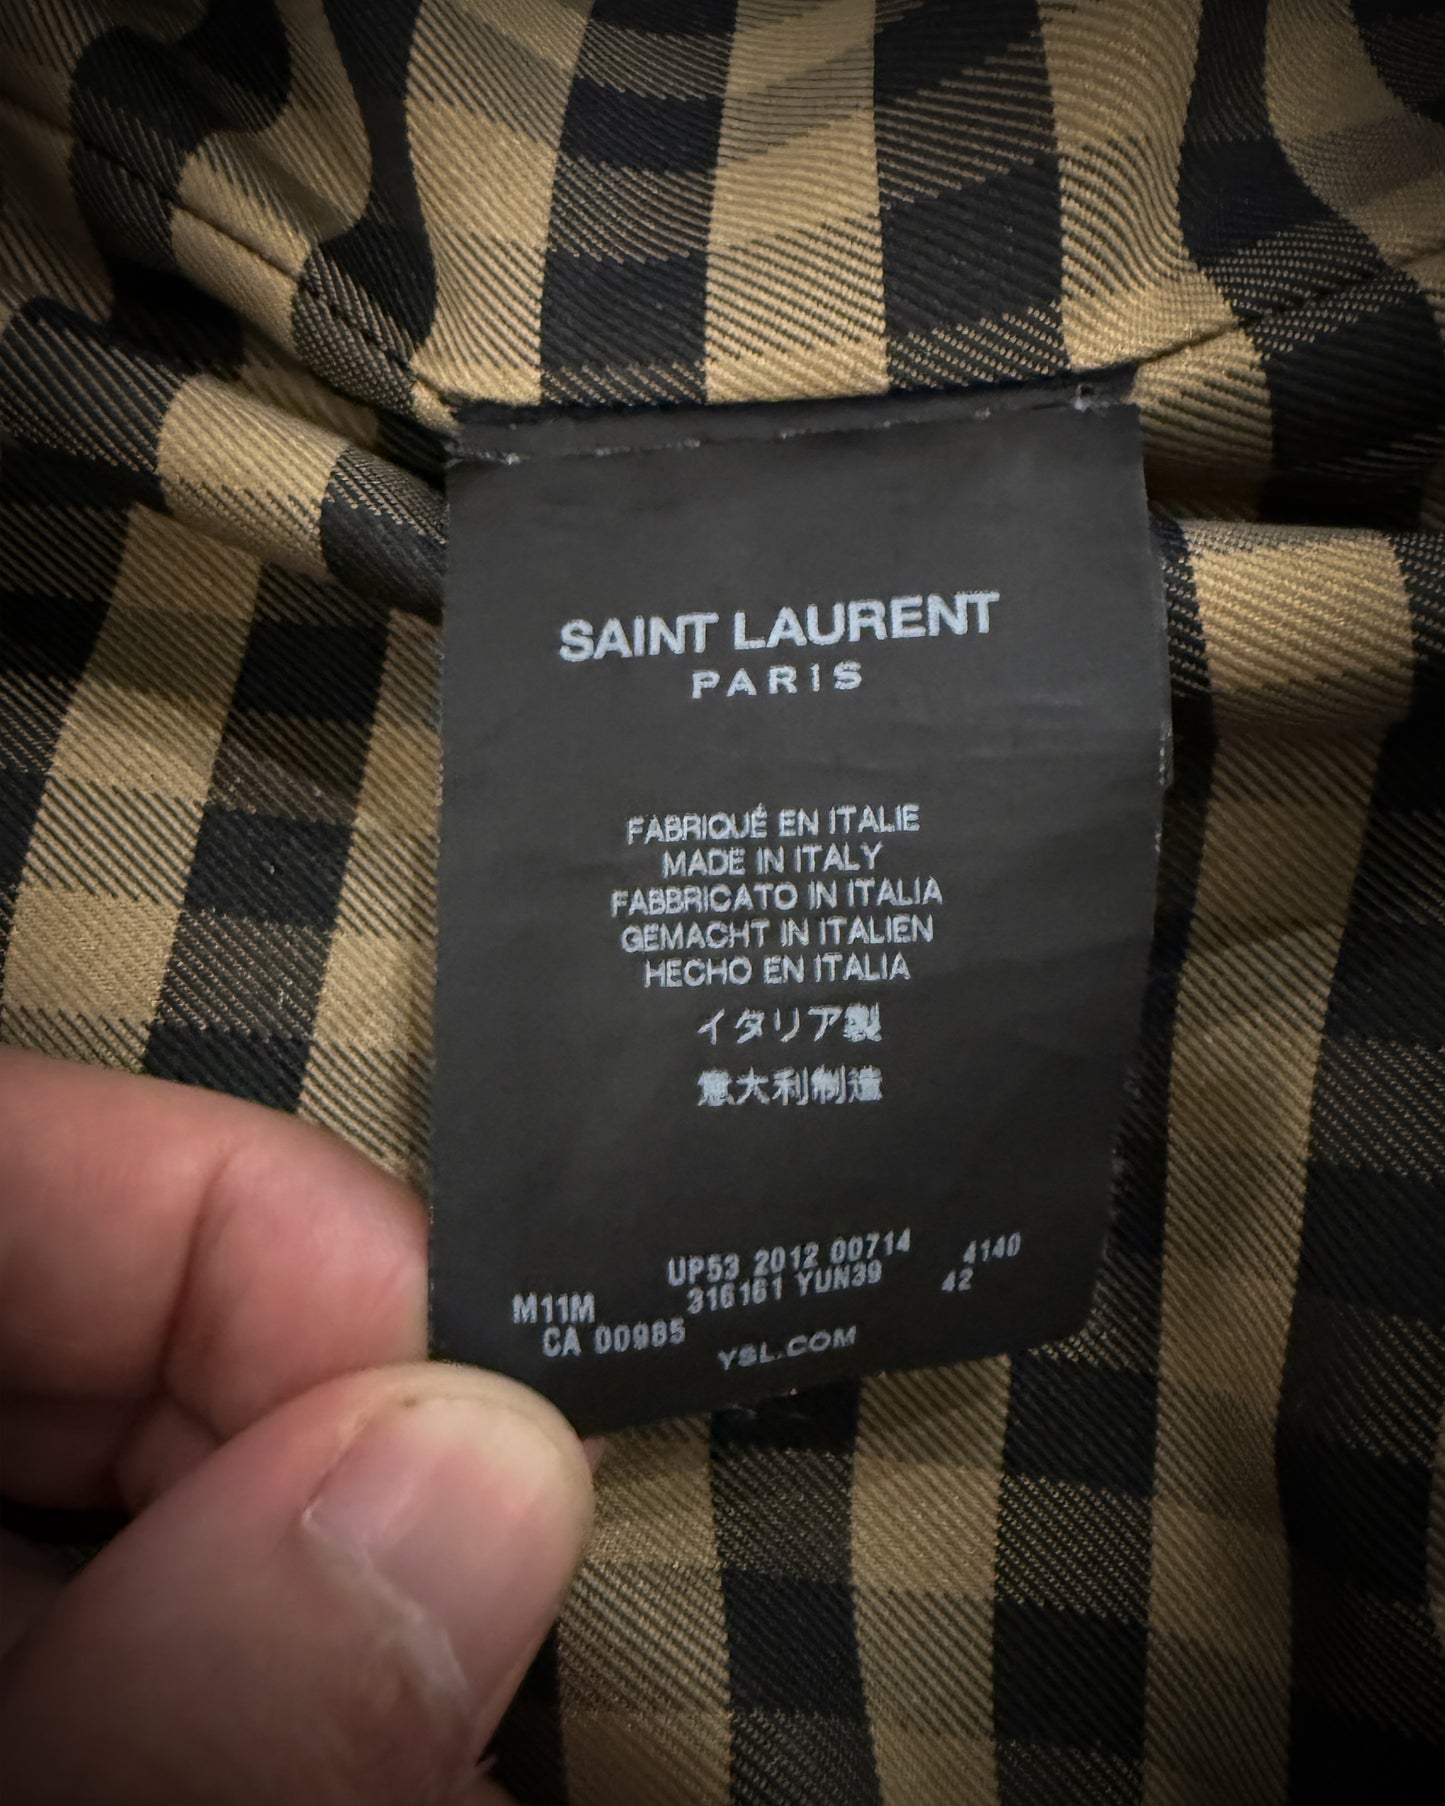 SAINT LAURENT
PARIS
FABRIQUÉ EN ITALIE
MADE IN ITALY
FABBRICATO IN ITALIA
GEMACHT IN ITALIEN
HECHO EN ITALIA
イタリア製
意大利制造
UP53 2012 00714 4140
M11M 316161 YUN39 42
CA 00985
YSL.COM